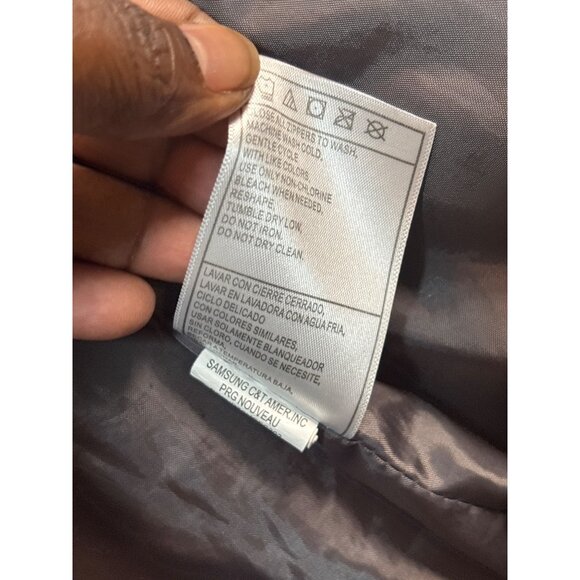 CLOSE ALL ZIPPERS TO WASH,
MACHINE WASH COLD,
GENTLE CYCLE
WITH LIKE COLORS.
USE ONLY NON-CHLORINE
BLEACH WHEN NEEDED.
RESHAPE,
TUMBLE DRY LOW.
DO NOT IRON.
DO NOT DRY CLEAN.
LAVAR CON CIERRE CERRADO,
LAVAR EN LAVADORA CON AGUA FRIA,
CICLO DELICADO
CON COLORES SIMILARES,
USAR SOLAMENTE BLANQUEADOR
SIN CLORO, CUANDO SE NECESITE,
TEMPERATURA BAJA,
SAMSUNG C&T AMER.INC
PRG NOUVEAU